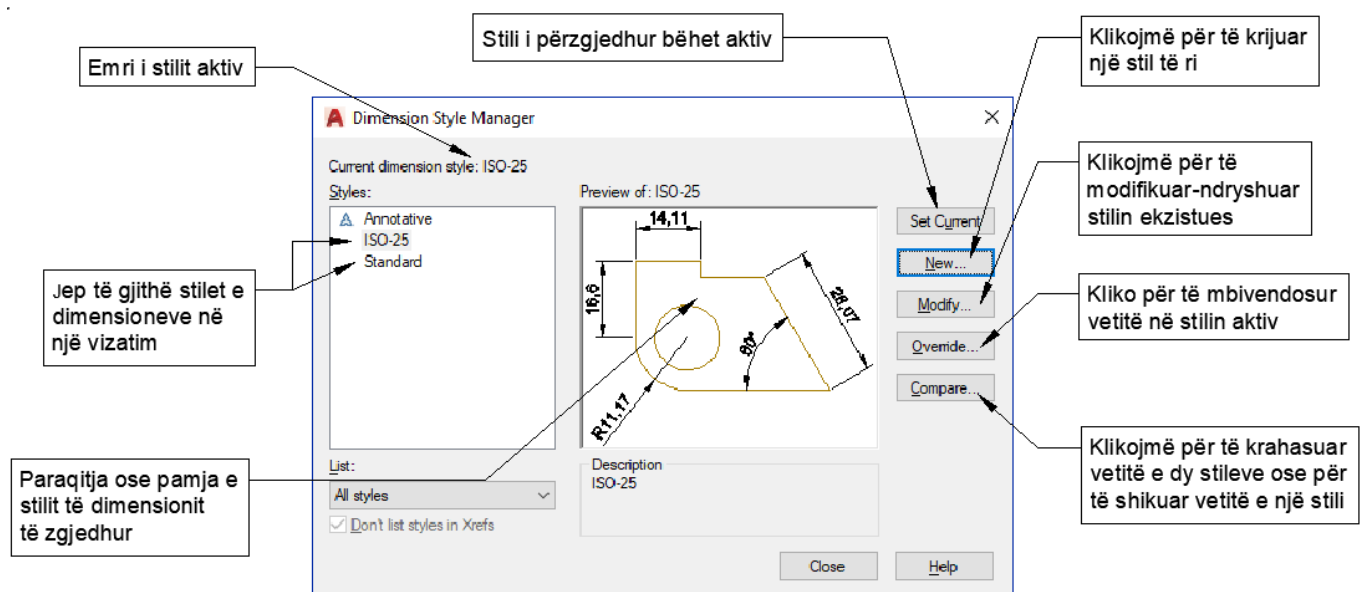 Emri i stilit aktiv
Stili i përzgjedhur bëhet aktiv
Klikojmë për të krijuar
një stil të ri
Dimension Style Manager
Current dimension style: ISO-25
Styles:
Annotative
ISO-25
Standard
Preview of: ISO-25
14,11
16,6
28,07
60°
R11,17
Set Current
New...
Modify...
Override...
Compare...
Klikojmë për të
modifikuar-ndryshuar
stilin ekzistues
Jep të gjithë stilet e
dimensioneve në
një vizatim
Kliko për të mbivendosur
vetitë në stilin aktiv
Klikojmë për të krahasuar
vetitë e dy stileve ose për
të shikuar vetitë e një stili
Paraqitja ose pamja e
stilit të dimensionit
të zgjedhur
List:
All styles
Don't list styles in Xrefs
Description
ISO-25
Close
Help